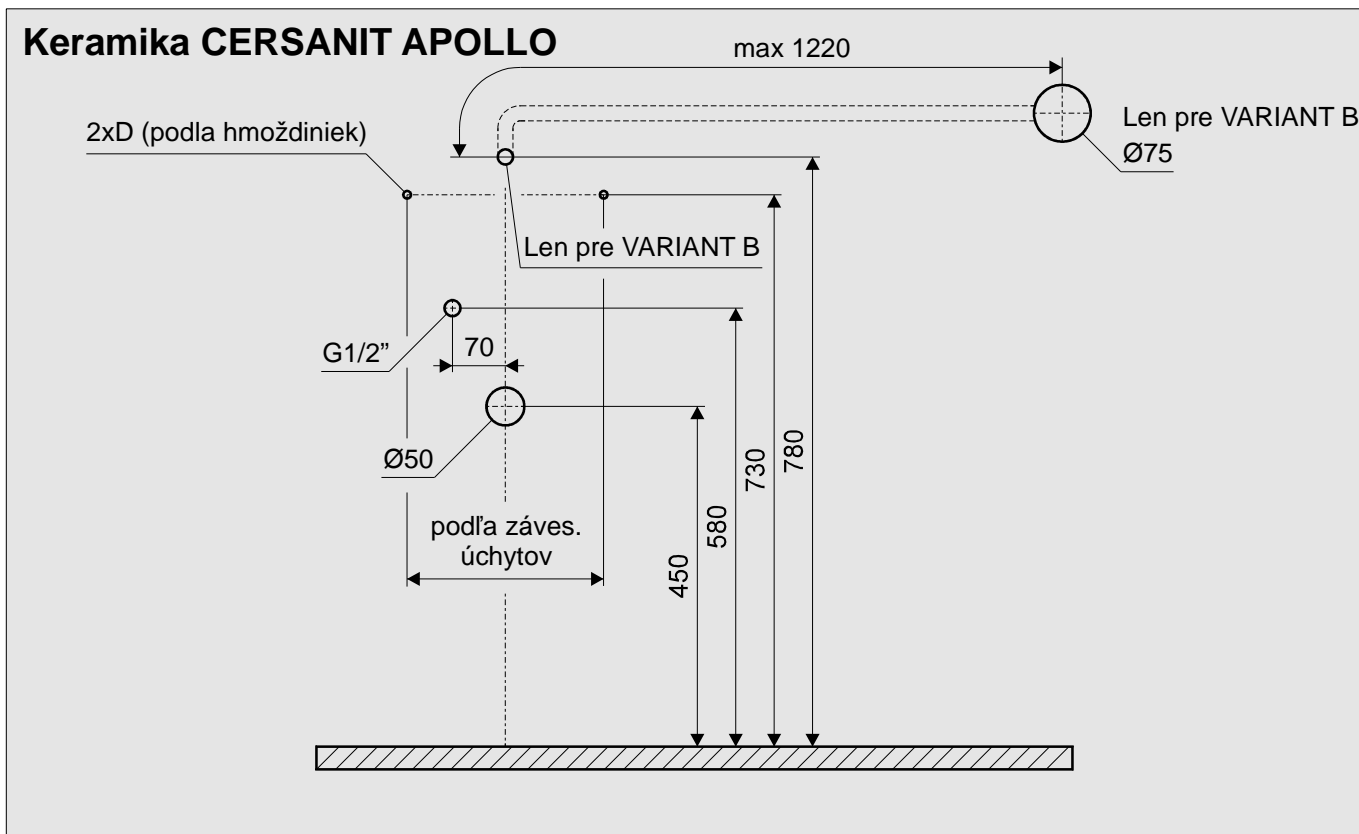 Keramika CERSANIT APOLLO
max 1220
2xD (podla hmoždiniek)
Len pre VARIANT B
Ø75
Len pre VARIANT B
G1/2”
70
Ø50
podľa záves.
úchytov
450
580
730
780